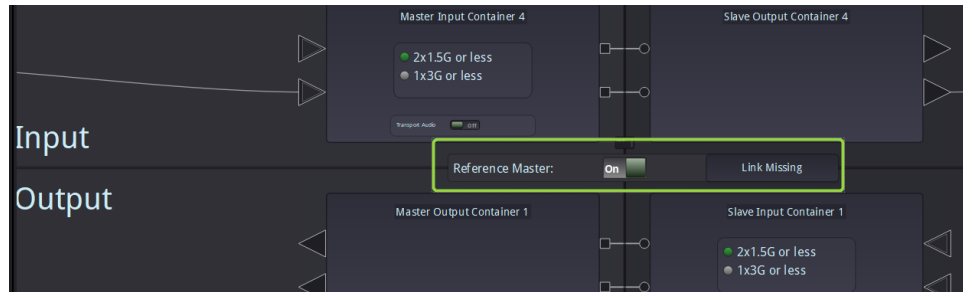 Master Input Container 4
Slave Output Container 4
2x1.5G or less
1x3G or less
Transport Audio Off
Input
Reference Master: On Link Missing
Output
Master Output Container 1
Slave Input Container 1
2x1.5G or less
1x3G or less